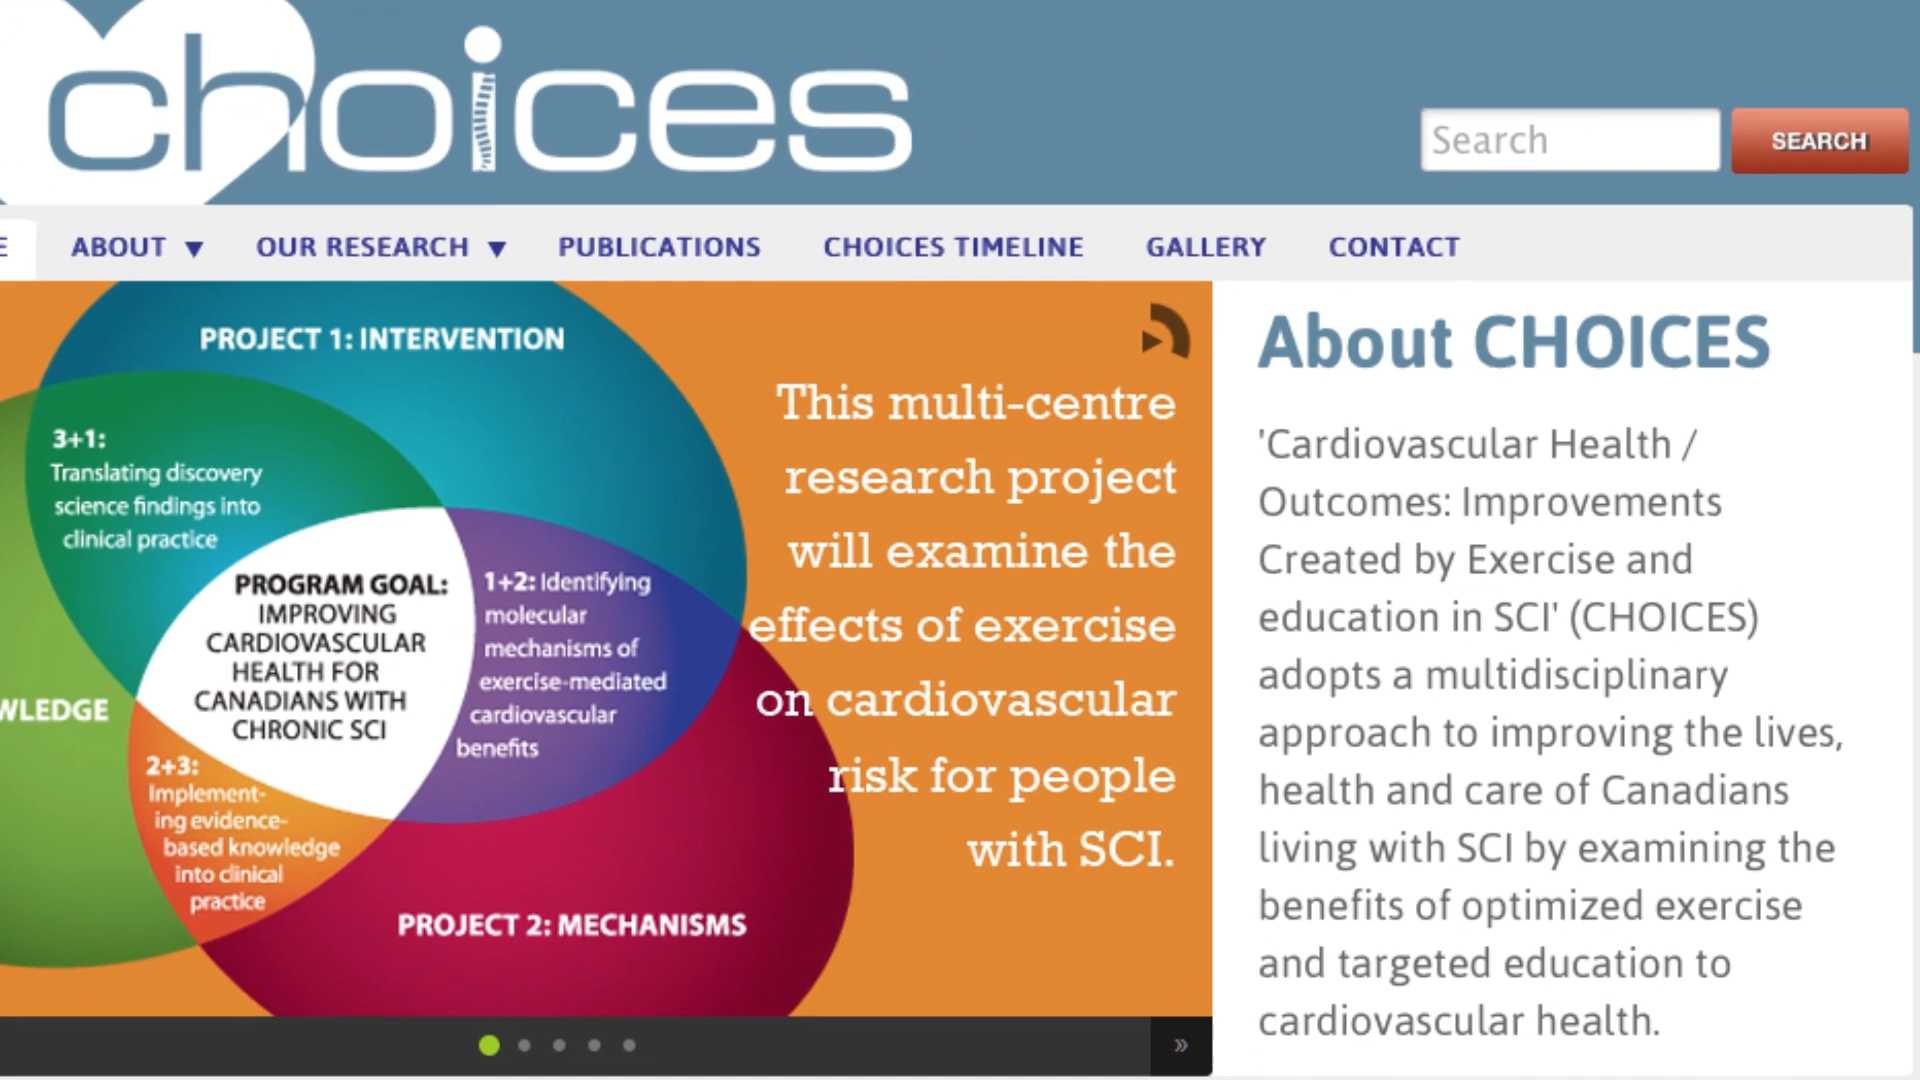 choices
Search
SEARCH
E
ABOUT ▼
OUR RESEARCH ▼
PUBLICATIONS
CHOICES TIMELINE
GALLERY
CONTACT
PROJECT 1: INTERVENTION
3+1:
Translating discovery
science findings into
clinical practice
PROGRAM GOAL:
IMPROVING
CARDIOVASCULAR
HEALTH FOR
CANADIANS WITH
CHRONIC SCI
1+2: Identifying
molecular
mechanisms of
exercise-mediated
cardiovascular
benefits
WLEDGE
2+3:
Implement-
ing evidence-
based knowledge
into clinical
practice
PROJECT 2: MECHANISMS
This multi-centre
research project
will examine the
effects of exercise
on cardiovascular
risk for people
with SCI.
»
About CHOICES
'Cardiovascular Health /
Outcomes: Improvements
Created by Exercise and
education in SCI' (CHOICES)
adopts a multidisciplinary
approach to improving the lives,
health and care of Canadians
living with SCI by examining the
benefits of optimized exercise
and targeted education to
cardiovascular health.